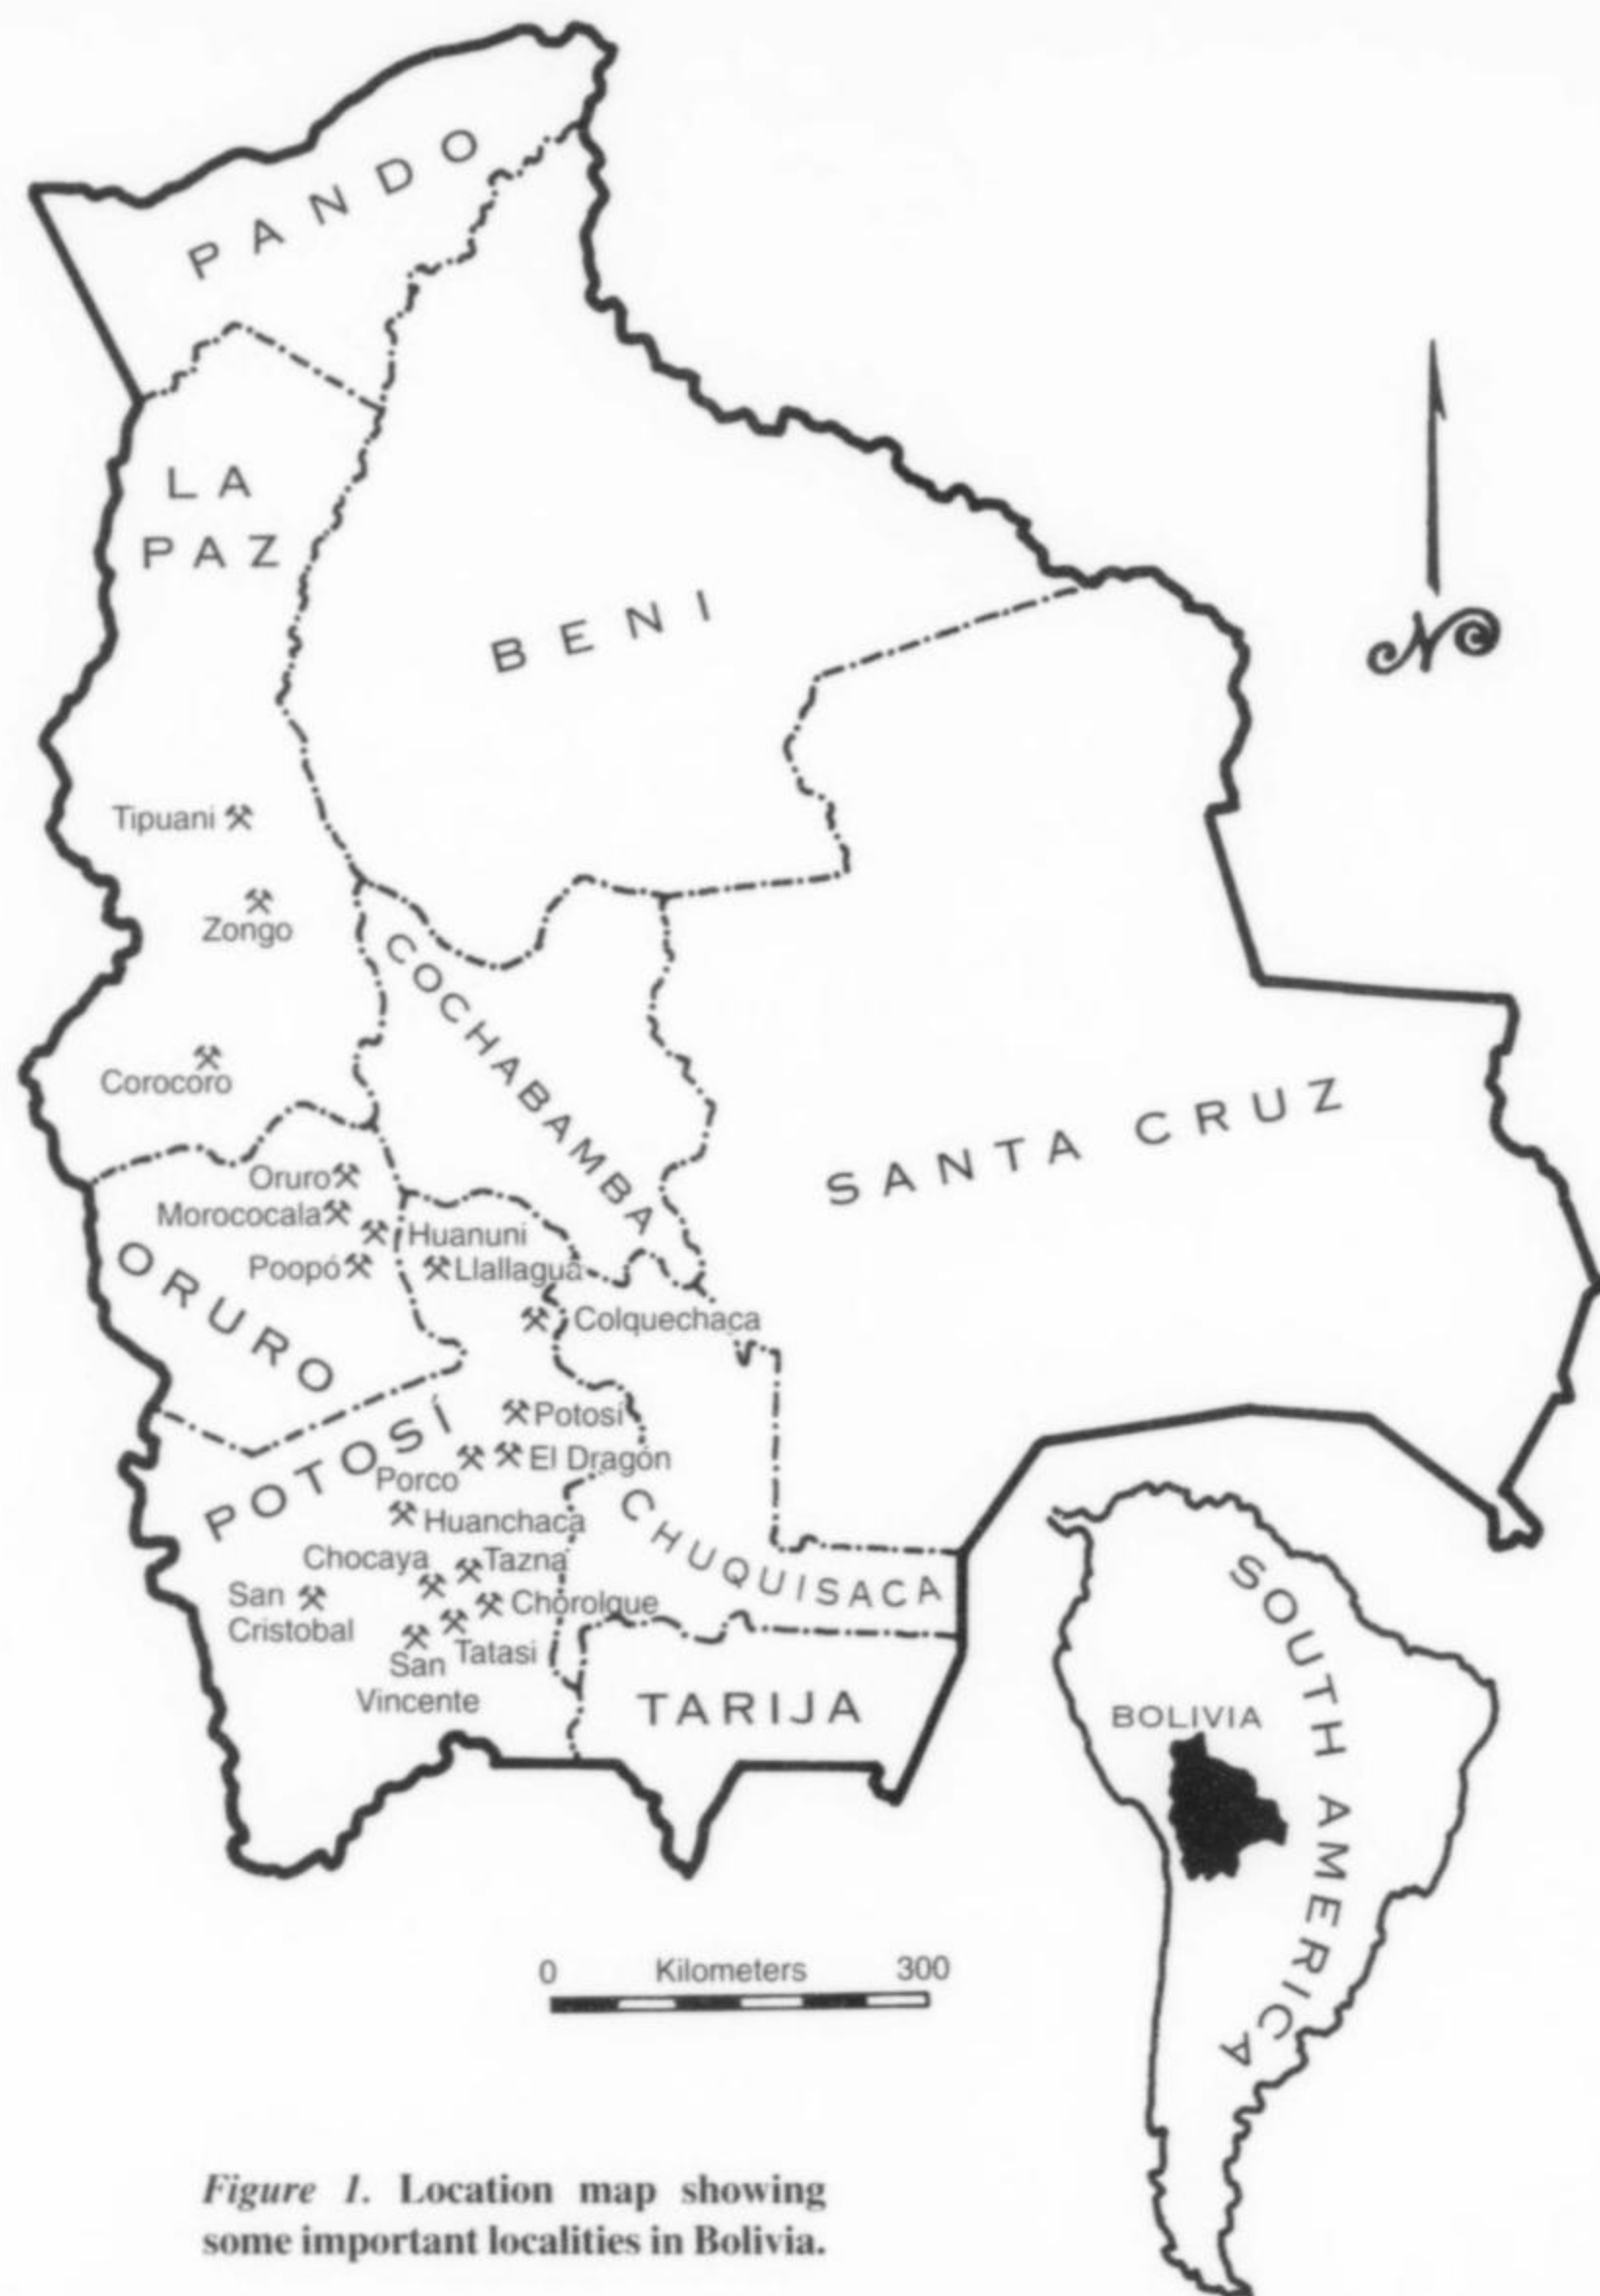 PANDO
LA
PAZ
BENI
Tipuani
Zongo
COCHABAMBA
Corocoro
SANTA CRUZ
Oruro
Morococala
Huanuni
Poopó
Llallagua
ORURO
Colquechaca
Potosí
POTOSÍ
El Dragón
Porco
CHUQUISACA
Huanchaca
Chocaya
Tazna
San
Cristobal
Chorolque
Tatasi
San
Vincente
TARIJA
SOUTH AMERICA
BOLIVIA
N
0 Kilometers 300
Figure 1. Location map showing
some important localities in Bolivia.